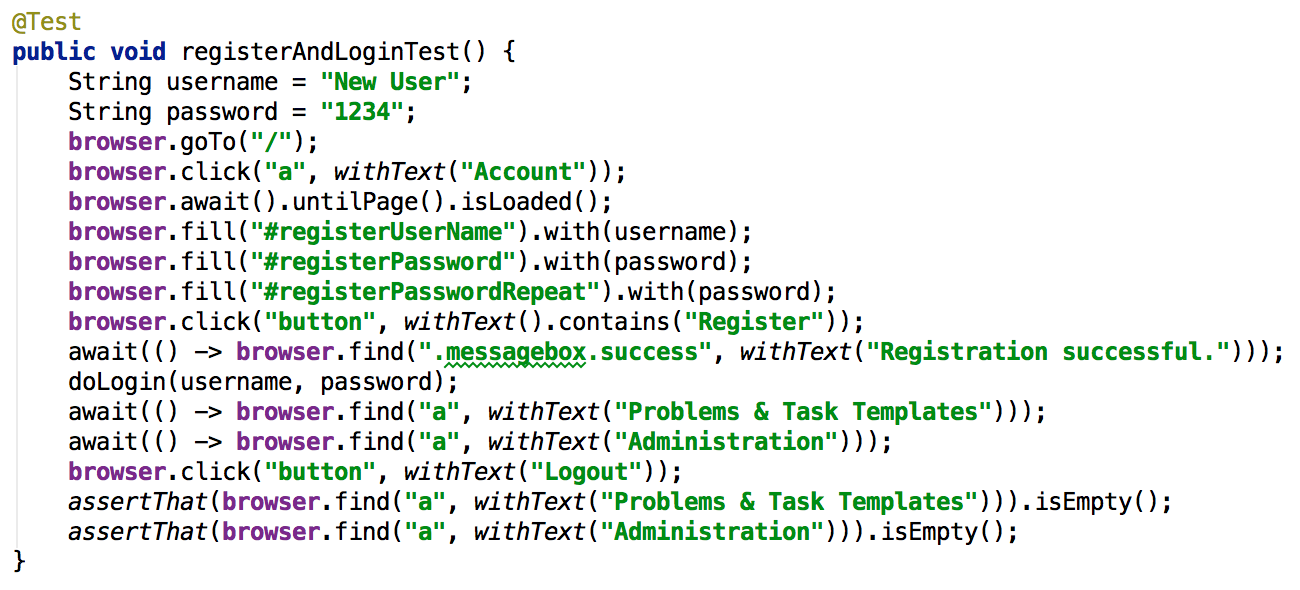 @Test
public void registerAndLoginTest() {
    String username = "New User";
    String password = "1234";
    browser.goTo("/");
    browser.click("a", withText("Account"));
    browser.await().untilPage().isLoaded();
    browser.fill("#registerUserName").with(username);
    browser.fill("#registerPassword").with(password);
    browser.fill("#registerPasswordRepeat").with(password);
    browser.click("button", withText().contains("Register"));
    await(() -> browser.find(".messagebox.success", withText("Registration successful.")));
    doLogin(username, password);
    await(() -> browser.find("a", withText("Problems & Task Templates")));
    await(() -> browser.find("a", withText("Administration")));
    browser.click("button", withText("Logout"));
    assertThat(browser.find("a", withText("Problems & Task Templates"))).isEmpty();
    assertThat(browser.find("a", withText("Administration"))).isEmpty();
}